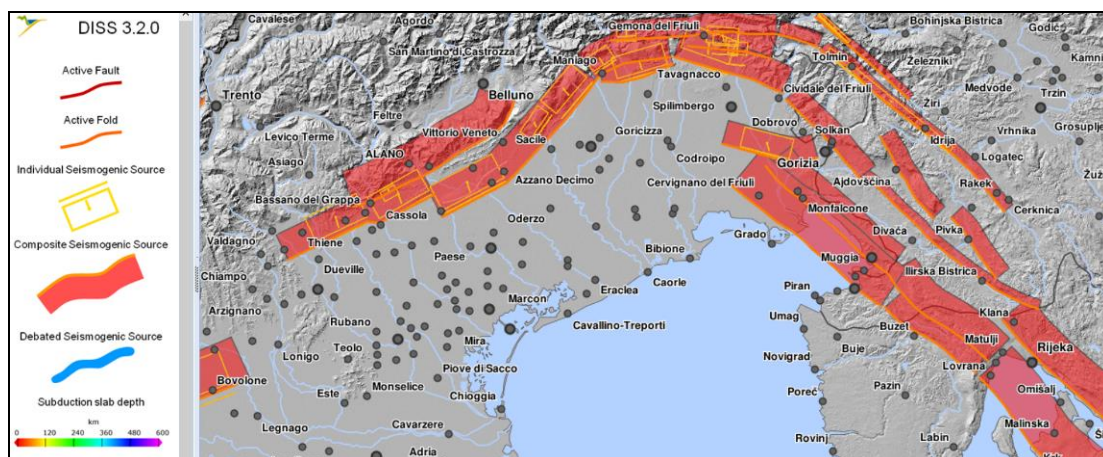 DISS 3.2.0
Active Fault
Active Fold
Individual Seismogenic Source
Composite Seismogenic Source
Debated Seismogenic Source
Subduction slab depth
km
0 120 240 360 480 600
Cavalese
Agordo
Gemona del Friuli
Bohinjska Bistrica
Godič
San Martino di Castrozza
Kamni
Železniki
Tolmin
Maniago
Tavagnacco
Medvode
Trzin
Trento
Belluno
Cividale del Friuli
Žiri
Feltre
Spilimbergo
Grosuplje
Levico Terme
Vittorio Veneto
Goricizza
Dobrovo
Solkan
Vrhnika
Sacile
Idrija
Asiago
ALANO
Codroipo
Gorizia
Logatec
Azzano Decimo
Ajdovščina
Bassano del Grappa
Cervignano del Friuli
Rakek
Cassola
Monfalcone
Cerknica
Oderzo
Valdagno
Thiene
Grado
Divača
Pivka
Paese
Bibione
Dueville
Muggia
Chiampo
Caorle
Ilirska Bistrica
Eraclea
Arzignano
Marcon
Piran
Rubano
Cavallino-Treporti
Umag
Klana
Mira
Buzet
Lonigo
Teolo
Matulji
Buje
Rijeka
Piove di Sacco
Novigrad
Lovrana
Bovolone
Monselice
Omišalj
Este
Chioggia
Poreč
Pazin
Malinska
Legnago
Cavarzere
Rovinj
Labin
Adria